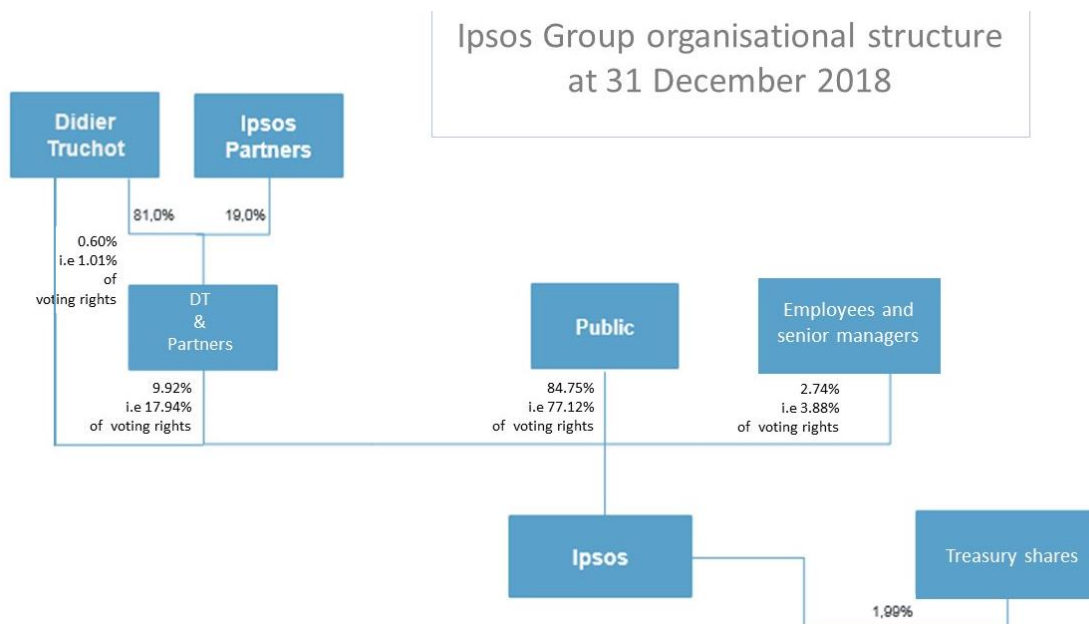 Ipsos Group organisational structure
at 31 December 2018
Didier
Truchot
Ipsos
Partners
81,0%
19,0%
0.60%
i.e 1.01%
of
voting rights
DT
&
Partners
Public
Employees and
senior managers
9.92%
i.e 17.94%
of voting rights
84.75%
i.e 77.12%
of voting rights
2.74%
i.e 3.88%
of voting rights
Ipsos
Treasury shares
1,99%